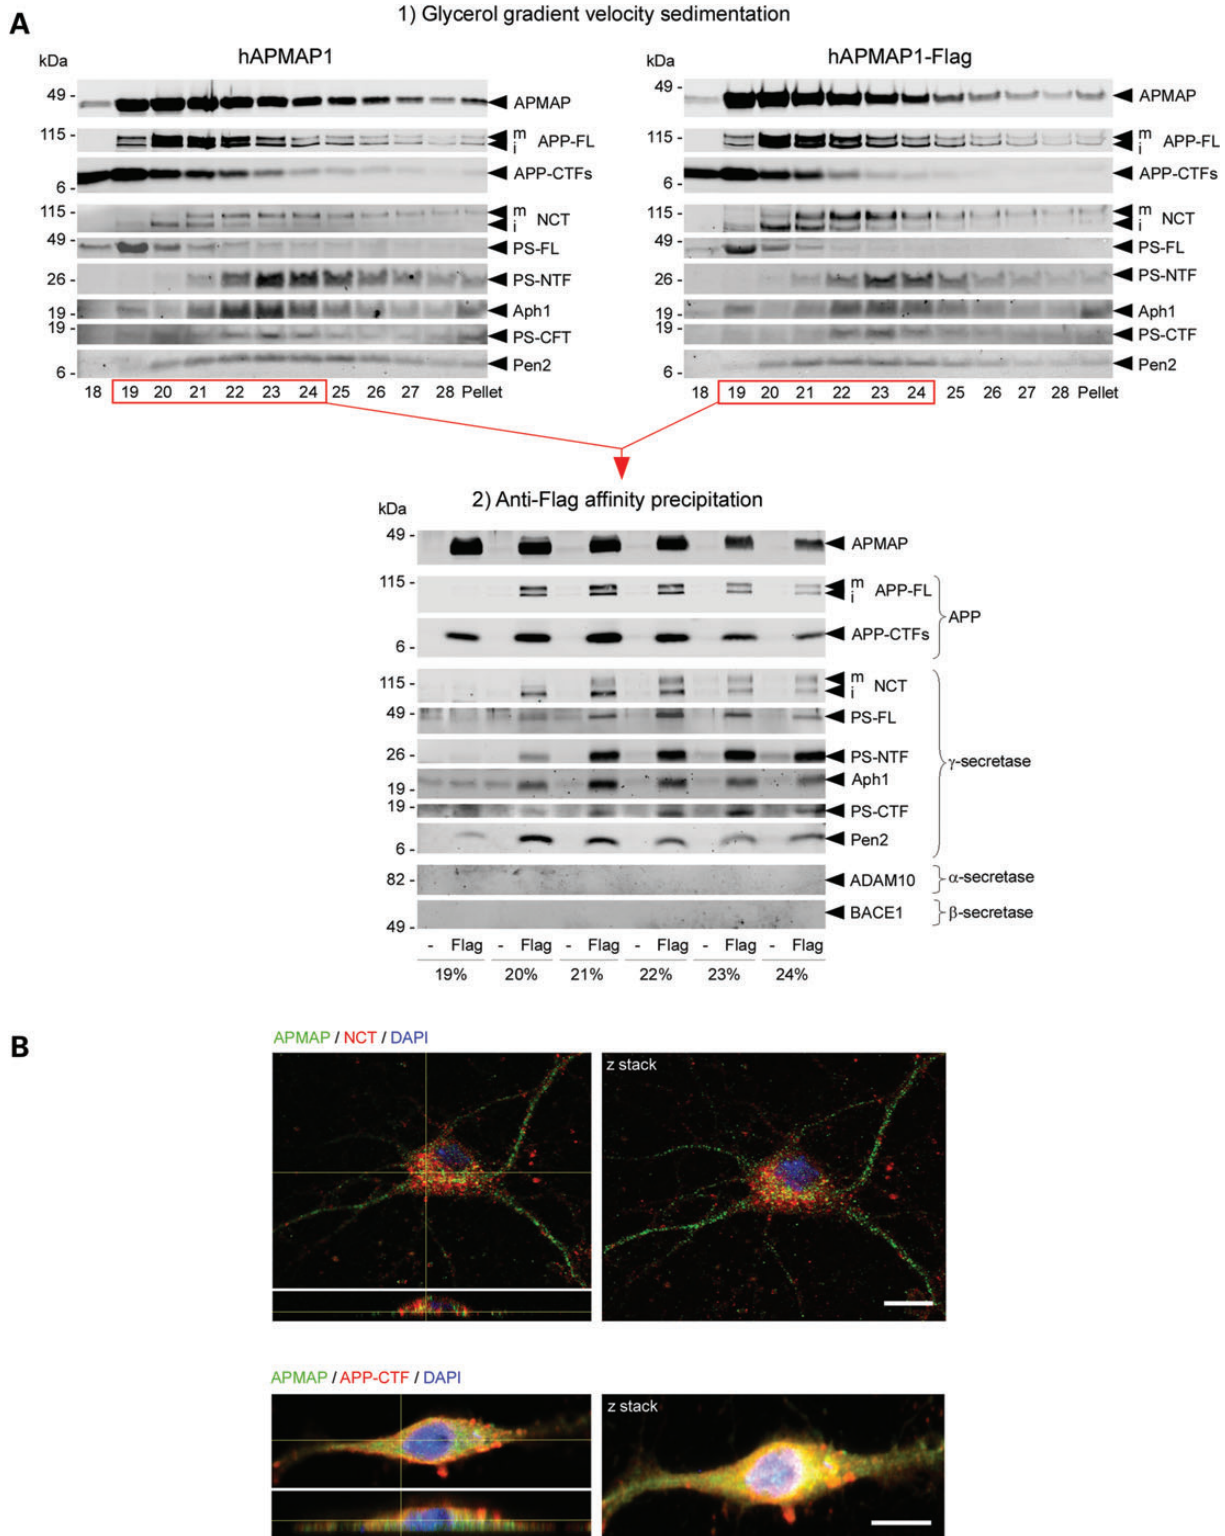 A
1) Glycerol gradient velocity sedimentation
kDa hAPMAP1
49 - APMAP
115 - m i APP-FL
6 - APP-CTFs
115 - m i NCT
49 - PS-FL
26 - PS-NTF
19 - Aph1
19 - PS-CFT
6 - Pen2
18 19 20 21 22 23 24 25 26 27 28 Pellet
kDa hAPMAP1-Flag
49 - APMAP
115 - m i APP-FL
6 - APP-CTFs
115 - m i NCT
49 - PS-FL
26 - PS-NTF
19 - Aph1
19 - PS-CTF
6 - Pen2
18 19 20 21 22 23 24 25 26 27 28 Pellet
2) Anti-Flag affinity precipitation
kDa
49 - APMAP
115 - m i APP-FL
APP
6 - APP-CTFs
115 - m i NCT
49 - PS-FL
26 - PS-NTF
γ-secretase
19 - Aph1
19 - PS-CTF
6 - Pen2
82 - ADAM10 α-secretase
49 - BACE1 β-secretase
- Flag - Flag - Flag - Flag - Flag - Flag
19% 20% 21% 22% 23% 24%
B
APMAP / NCT / DAPI
z stack
APMAP / APP-CTF / DAPI
z stack